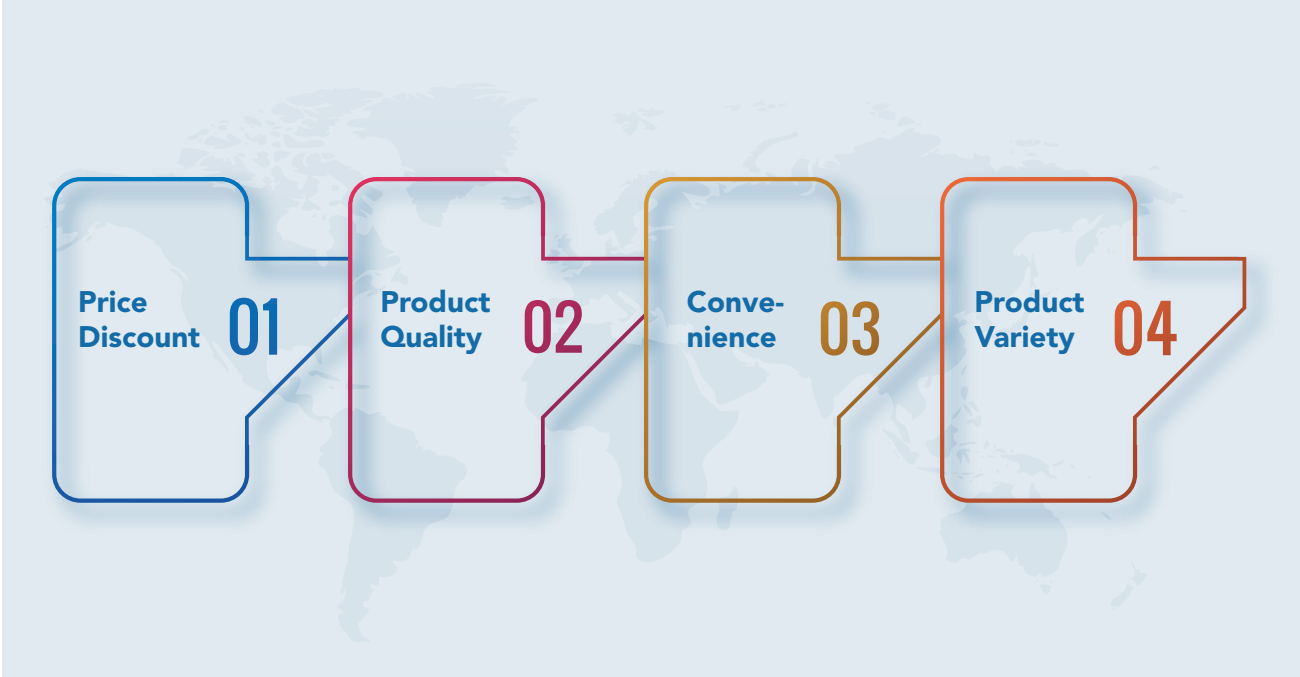 Price
Discount
01
Product
Quality
02
Conve-
nience
03
Product
Variety
04